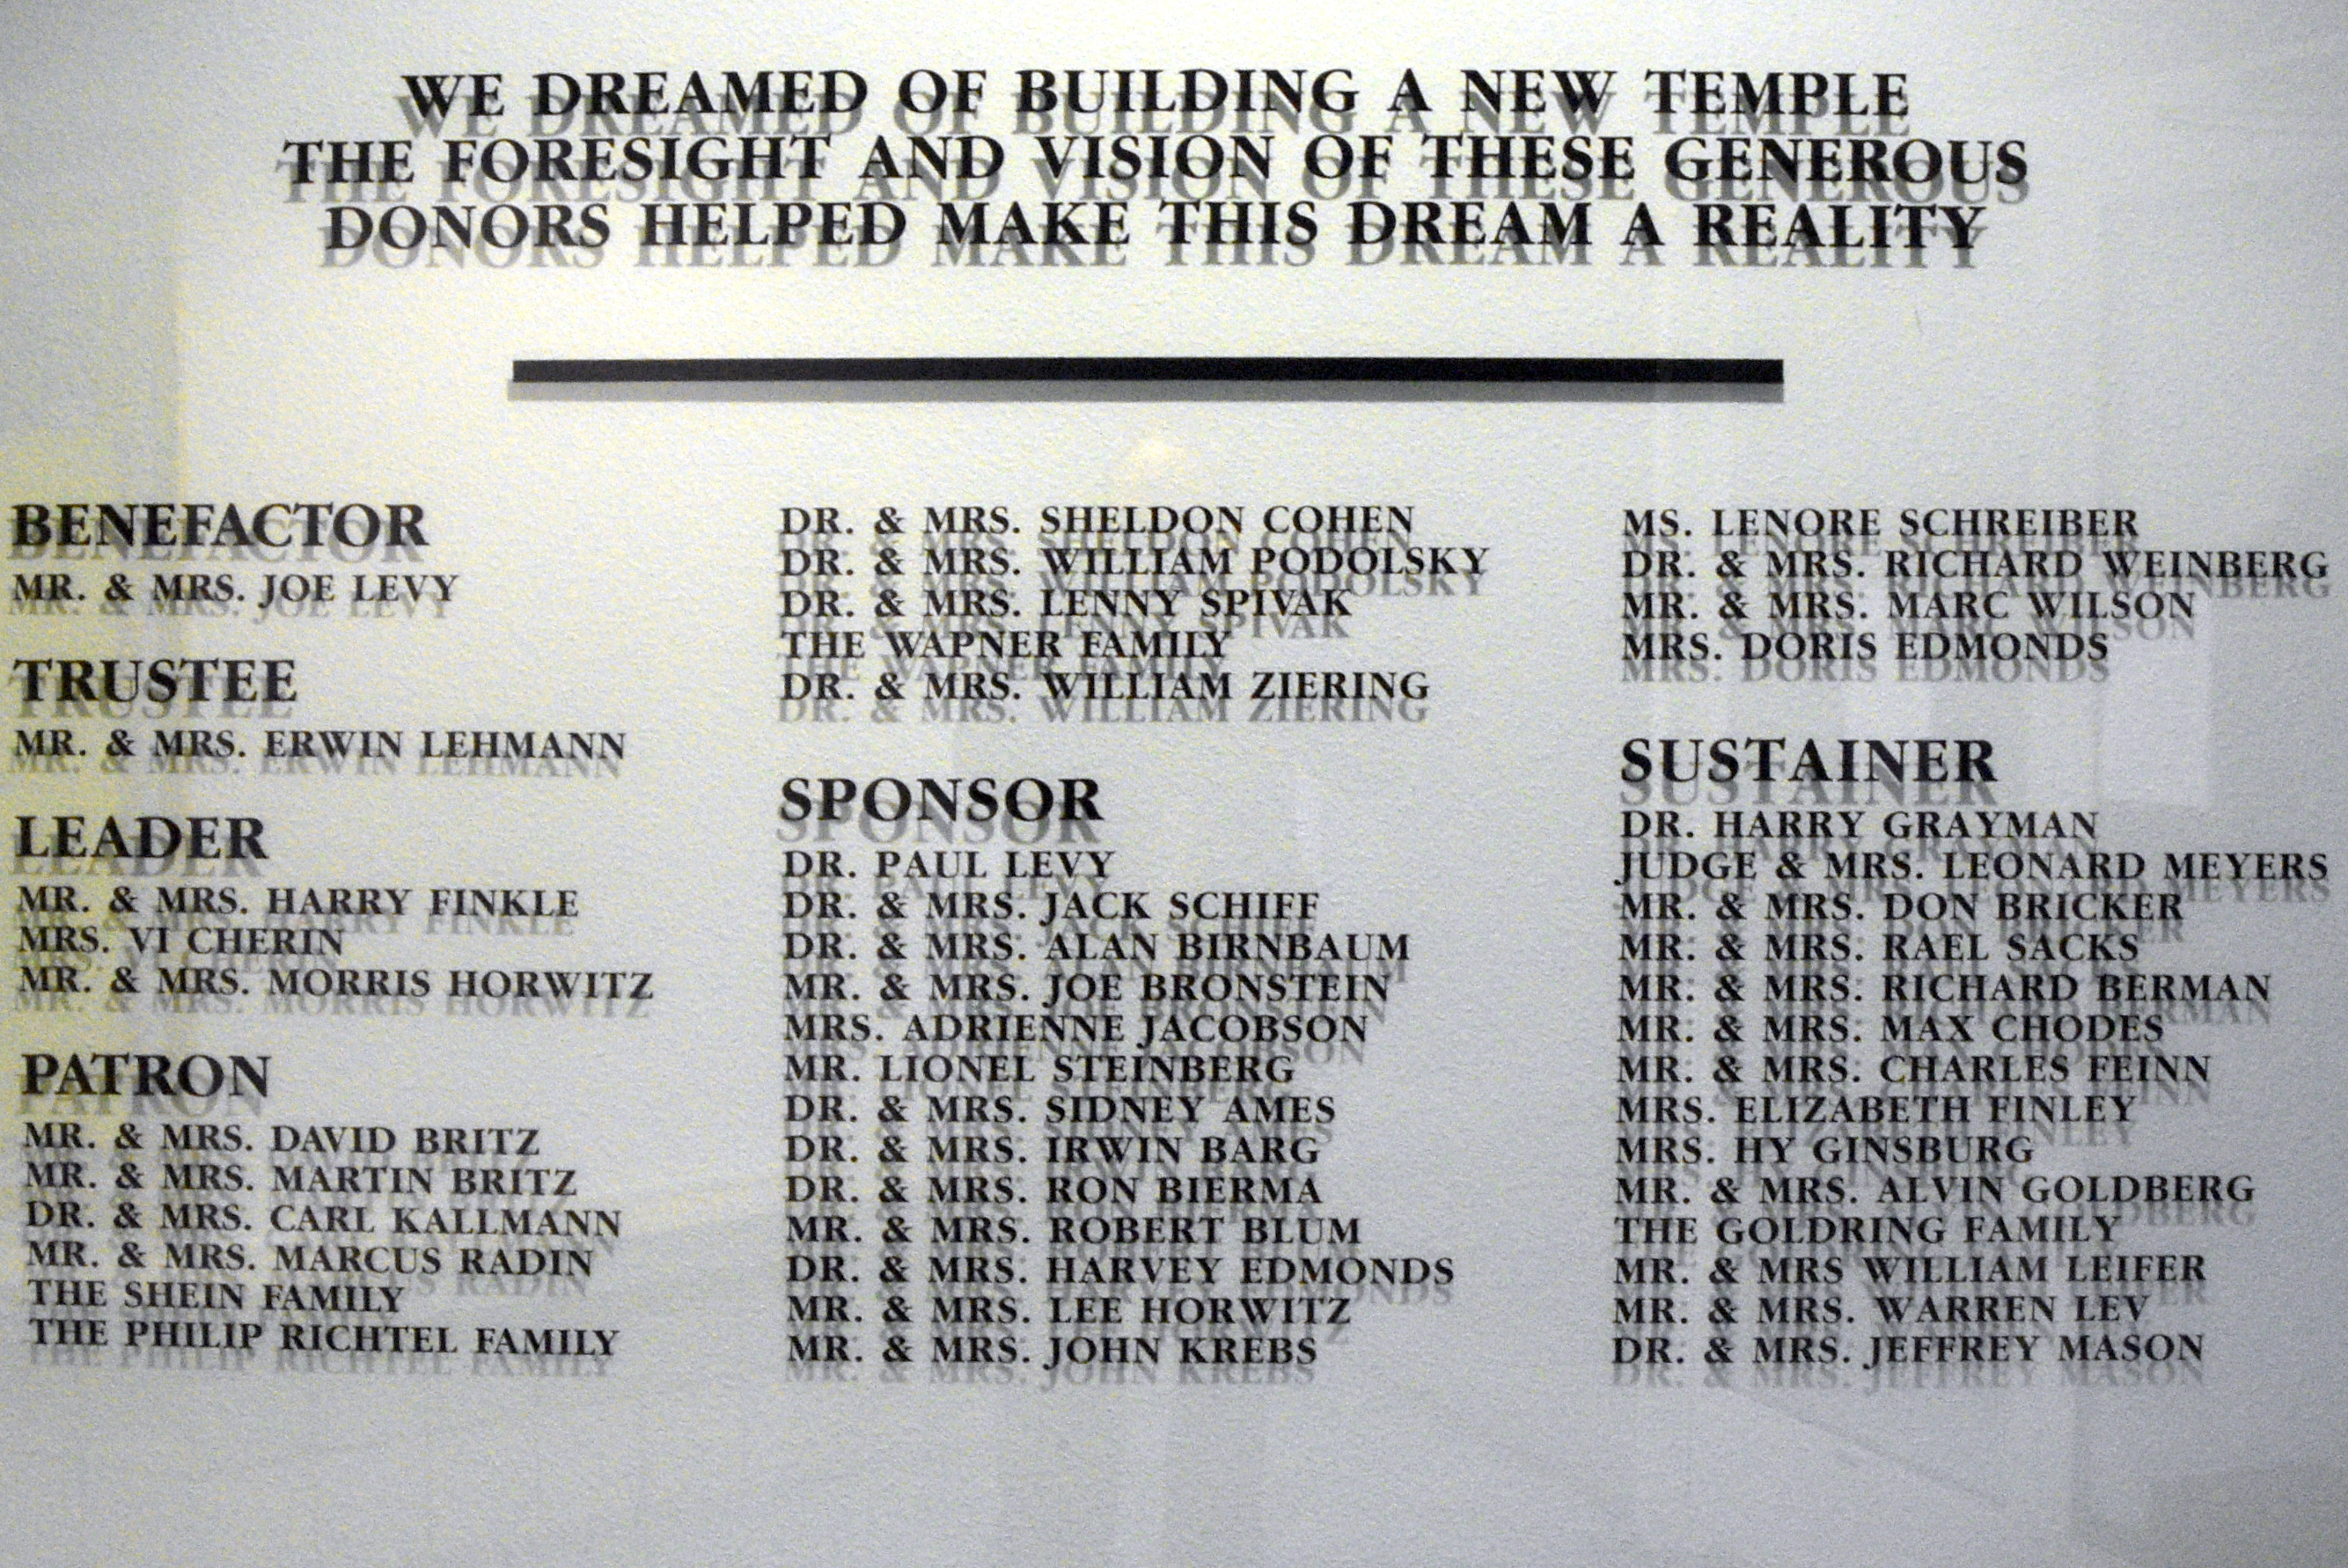 WE DREAMED OF BUILDING A NEW TEMPLE
THE FORESIGHT AND VISION OF THESE GENEROUS
DONORS HELPED MAKE THIS DREAM A REALITY
BENEFACTOR
MR. & MRS. JOE LEVY
TRUSTEE
MR. & MRS. ERWIN LEHMANN
LEADER
MR. & MRS. HARRY FINKLE
MRS. VI CHERIN
MR. & MRS. MORRIS HORWITZ
PATRON
MR. & MRS. DAVID BRITZ
MR. & MRS. MARTIN BRITZ
DR. & MRS. CARL KALLMANN
MR. & MRS. MARCUS RADIN
THE SHEIN FAMILY
THE PHILIP RICHTEL FAMILY
DR. & MRS. SHELDON COHEN
DR. & MRS. WILLIAM PODOLSKY
DR. & MRS. LENNY SPIVAK
THE WAPNER FAMILY
DR. & MRS. WILLIAM ZIERING
SPONSOR
DR. PAUL LEVY
DR. & MRS. JACK SCHIFF
DR. & MRS. ALAN BIRNBAUM
MR. & MRS. JOE BRONSTEIN
MRS. ADRIENNE JACOBSON
MR. LIONEL STEINBERG
DR. & MRS. SIDNEY AMES
DR. & MRS. IRWIN BARG
DR. & MRS. RON BIERMA
MR. & MRS. ROBERT BLUM
DR. & MRS. HARVEY EDMONDS
MR. & MRS. LEE HORWITZ
MR. & MRS. JOHN KREBS
MS. LENORE SCHREIBER
DR. & MRS. RICHARD WEINBERG
MR. & MRS. MARC WILSON
MRS. DORIS EDMONDS
SUSTAINER
DR. HARRY GRAYMAN
JUDGE & MRS. LEONARD MEYERS
MR. & MRS. DON BRICKER
MR. & MRS. RAEL SACKS
MR. & MRS. RICHARD BERMAN
MR. & MRS. MAX CHODES
MR. & MRS. CHARLES FEINN
MRS. ELIZABETH FINLEY
MRS. HY GINSBURG
MR. & MRS. ALVIN GOLDBERG
THE GOLDRING FAMILY
MR. & MRS WILLIAM LEIFER
MR. & MRS. WARREN LEV
DR. & MRS. JEFFREY MASON